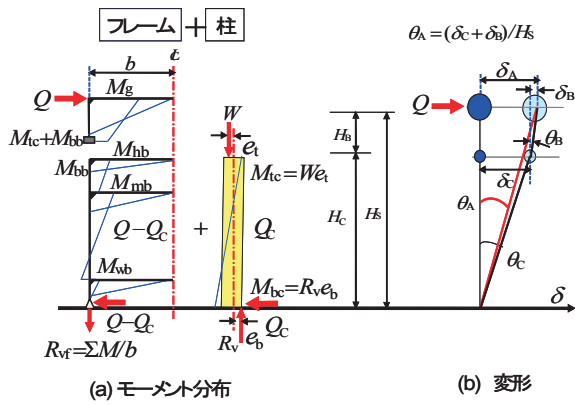 フレーム＋柱
θA=(δC+δB)/HS
℄
b
δA
Q
Mg
W
Q
δB
Mtc+Mbb
et
HB
θB
Mhb
Mbb
Mtc=Wet
δC
Mmb
Q−QC
+
QC
HC
HS
θA
Mwb
Mbc=Rveb
θC
δ
Q−QC
Rv
eb
QC
Rvf=ΣM/b
(a) モーメント分布
(b) 変形